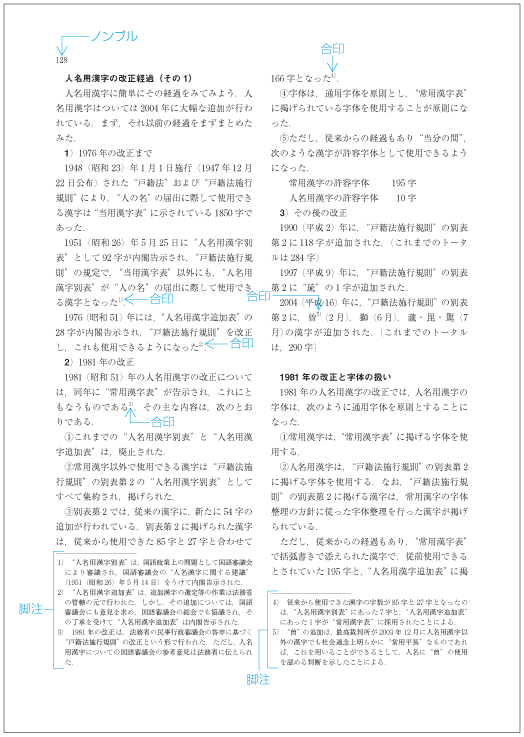 ノンブル
128
人名用漢字の改正経過（その1）
人名用漢字に簡単にその経過をみてみよう．人
名用漢字はついては2004年に大幅な追加が行わ
れている．まず，それ以前の経過をまずまとめた
みた．
1）1976年の改正まで
1948（昭和23）年1月1日施行（1947年12月
22日公布）された“戸籍法”および“戸籍法施行
規則”により，“人の名”の届出に際して使用でき
る漢字は“当用漢字表”に示されている1850字で
あった．
1951（昭和26）年5月25日に“人名用漢字別
表”として92字が内閣告示され，“戸籍法施行規
則”の規定で，“当用漢字表”以外にも，“人名用
漢字別表”が“人の名”の届出に際して使用でき
る漢字となった1)．
合印
1976（昭和51）年には，“人名用漢字追加表”の
28字が内閣告示され，“戸籍法施行規則”を改正
し，これも使用できるようになった2)．
合印
2）1981年の改正
1981（昭和51）年の人名用漢字の改正について
は，同年に“常用漢字表”が告示され，これにと
もなうものである3)．その主な内容は，次のとお
りである．
合印
①これまでの“人名用漢字別表”と“人名用漢
字追加表”は，廃止された．
②常用漢字以外で使用できる漢字は“戸籍法施
行規則”の別表第2の“人名用漢字別表”として
すべて集約され，掲げられた．
③別表第2では，従来の漢字に，新たに54字の
追加が行われている．別表第2に掲げられた漢字
は，従来から使用できた85字と27字と合わせて
脚注
1）“人名用漢字別表”は，国語政策上の問題として国語審議会
により審議され，国語審議会の“人名漢字に関する建議”
（1951（昭和26）年5月14日）をうけて内閣告示された．
2）“人名用漢字追加表”は，追加漢字の選定等の作業は法務省
の管轄の元で行われた．しかし，その追加については，国語
審議会にも意見を求め，国語審議会の総会でも協議され，そ
の了承を受けて“人名用漢字追加表”は内閣告示された．
3）1981年の改正は，法務省の民事行政審議会の答申に基づく
“戸籍法施行規則”の改正という形で行われた．ただし，人名
用漢字についての国語審議会の参考意見は法務省に伝えられ
た．
合印
166字となった4)．
④字体は，通用字体を原則とし，“常用漢字表”
に掲げられている字体を使用することが原則にな
った．
⑤ただし，従来からの経過もあり“当分の間”，
次のような漢字が許容字体として使用できるよう
になった．
常用漢字の許容字体　195字
人名用漢字の許容字体　10字
3）その後の改正
1990（平成2）年に，“戸籍法施行規則”の別表
第2に118字が追加された．（これまでのトータ
ルは284字）
1997（平成9）年に，“戸籍法施行規則”の別表
第2に“琉”の1字が追加された．
合印
2004（平成16）年に，“戸籍法施行規則”の別表
第2に，曽5)（2月），獅（6月），瀧・毘・駕（7
月）の漢字が追加された．（これまでのトータル
は，290字）
1981年の改正と字体の扱い
1981年の人名用漢字の改正では，人名用漢字の
字体は，次のように通用字体を原則とすることに
なった．
①常用漢字は，“常用漢字表”に掲げる字体を使
用する．
②人名用漢字は，“戸籍法施行規則”の別表第2
に掲げる字体を使用する．なお，“戸籍法施行規
則”の別表第2に掲げる漢字は，常用漢字の字体
整理の方針に従った字体整理を行った漢字が掲げ
られている．
ただし，従来からの経緯もあり，“常用漢字表”
で括弧書きで添えられた漢字で，従前使用できる
とされていた195字と，“人名用漢字追加表”に掲
4）従来から使用できた漢字の字数が85字と27字となったの
は，“人名用漢字別表”にあった7字と，“人名用漢字追加表”
にあった1字が“常用漢字表”に採用されたことによる．
5）“曽”の追加は，最高裁判所が2003年12月に人名用漢字以
外の漢字でも社会通念上明らかに“常用平易”なものであれ
ば，これを用いることができるとして，人名に“曽”の使用
を認める判断を示したことによる．
脚注